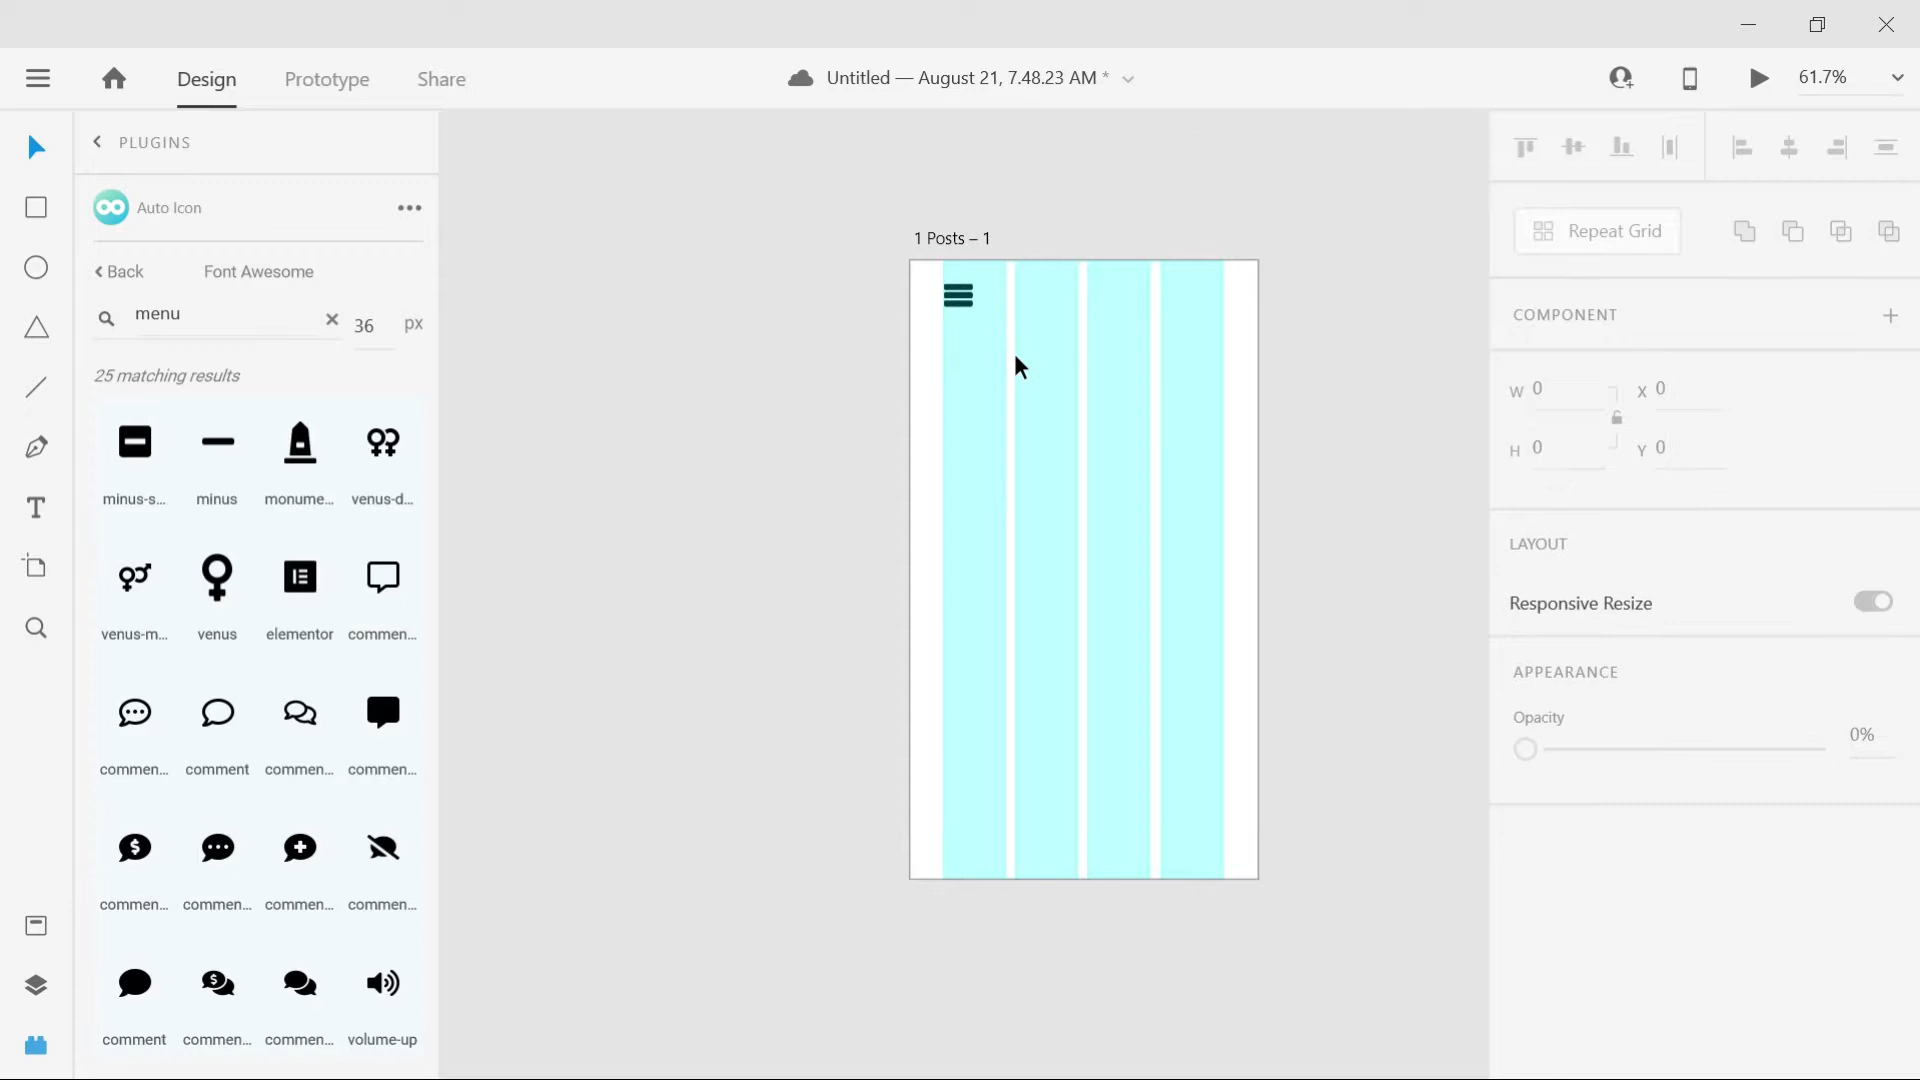 Design
Prototype
Share
Untitled — August 21, 7.48.23 AM *
61.7%
PLUGINS
Auto Icon
Back
Font Awesome
menu
36
px
25 matching results
minus-s...
minus
monume...
venus-d...
venus-m...
venus
elementor
commen...
commen...
comment
commen...
commen...
commen...
commen...
commen...
commen...
comment
commen...
commen...
volume-up
1 Posts – 1
Repeat Grid
COMPONENT
W 0
X 0
H 0
Y 0
LAYOUT
Responsive Resize
APPEARANCE
Opacity
0%